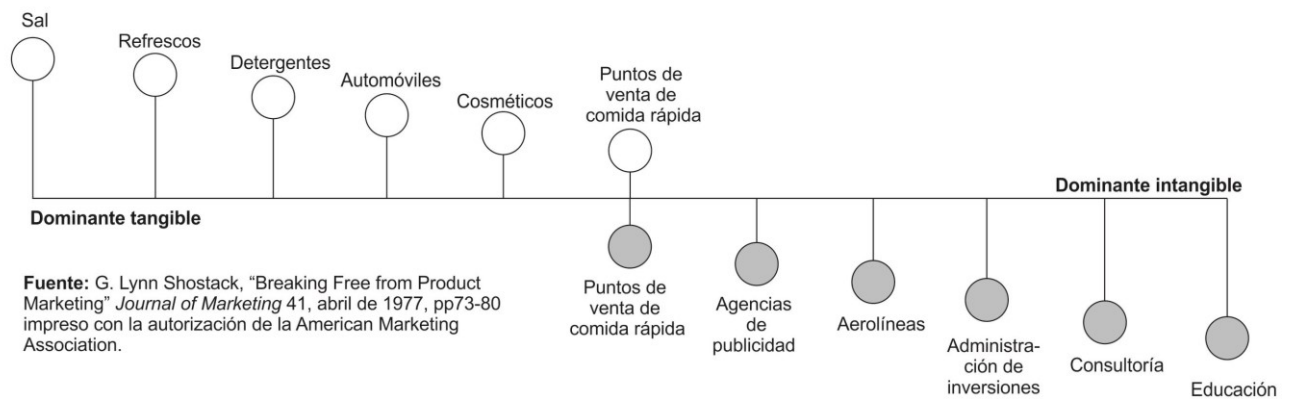 Sal
Refrescos
Detergentes
Automóviles
Cosméticos
Puntos de
venta de
comida rápida
Dominante intangible
Dominante tangible
Fuente: G. Lynn Shostack, “Breaking Free from Product
Marketing” Journal of Marketing 41, abril de 1977, pp73-80
impreso con la autorización de la American Marketing
Association.
Puntos de
venta de
comida rápida
Agencias
de
publicidad
Aerolíneas
Administra-
ción de
inversiones
Consultoría
Educación